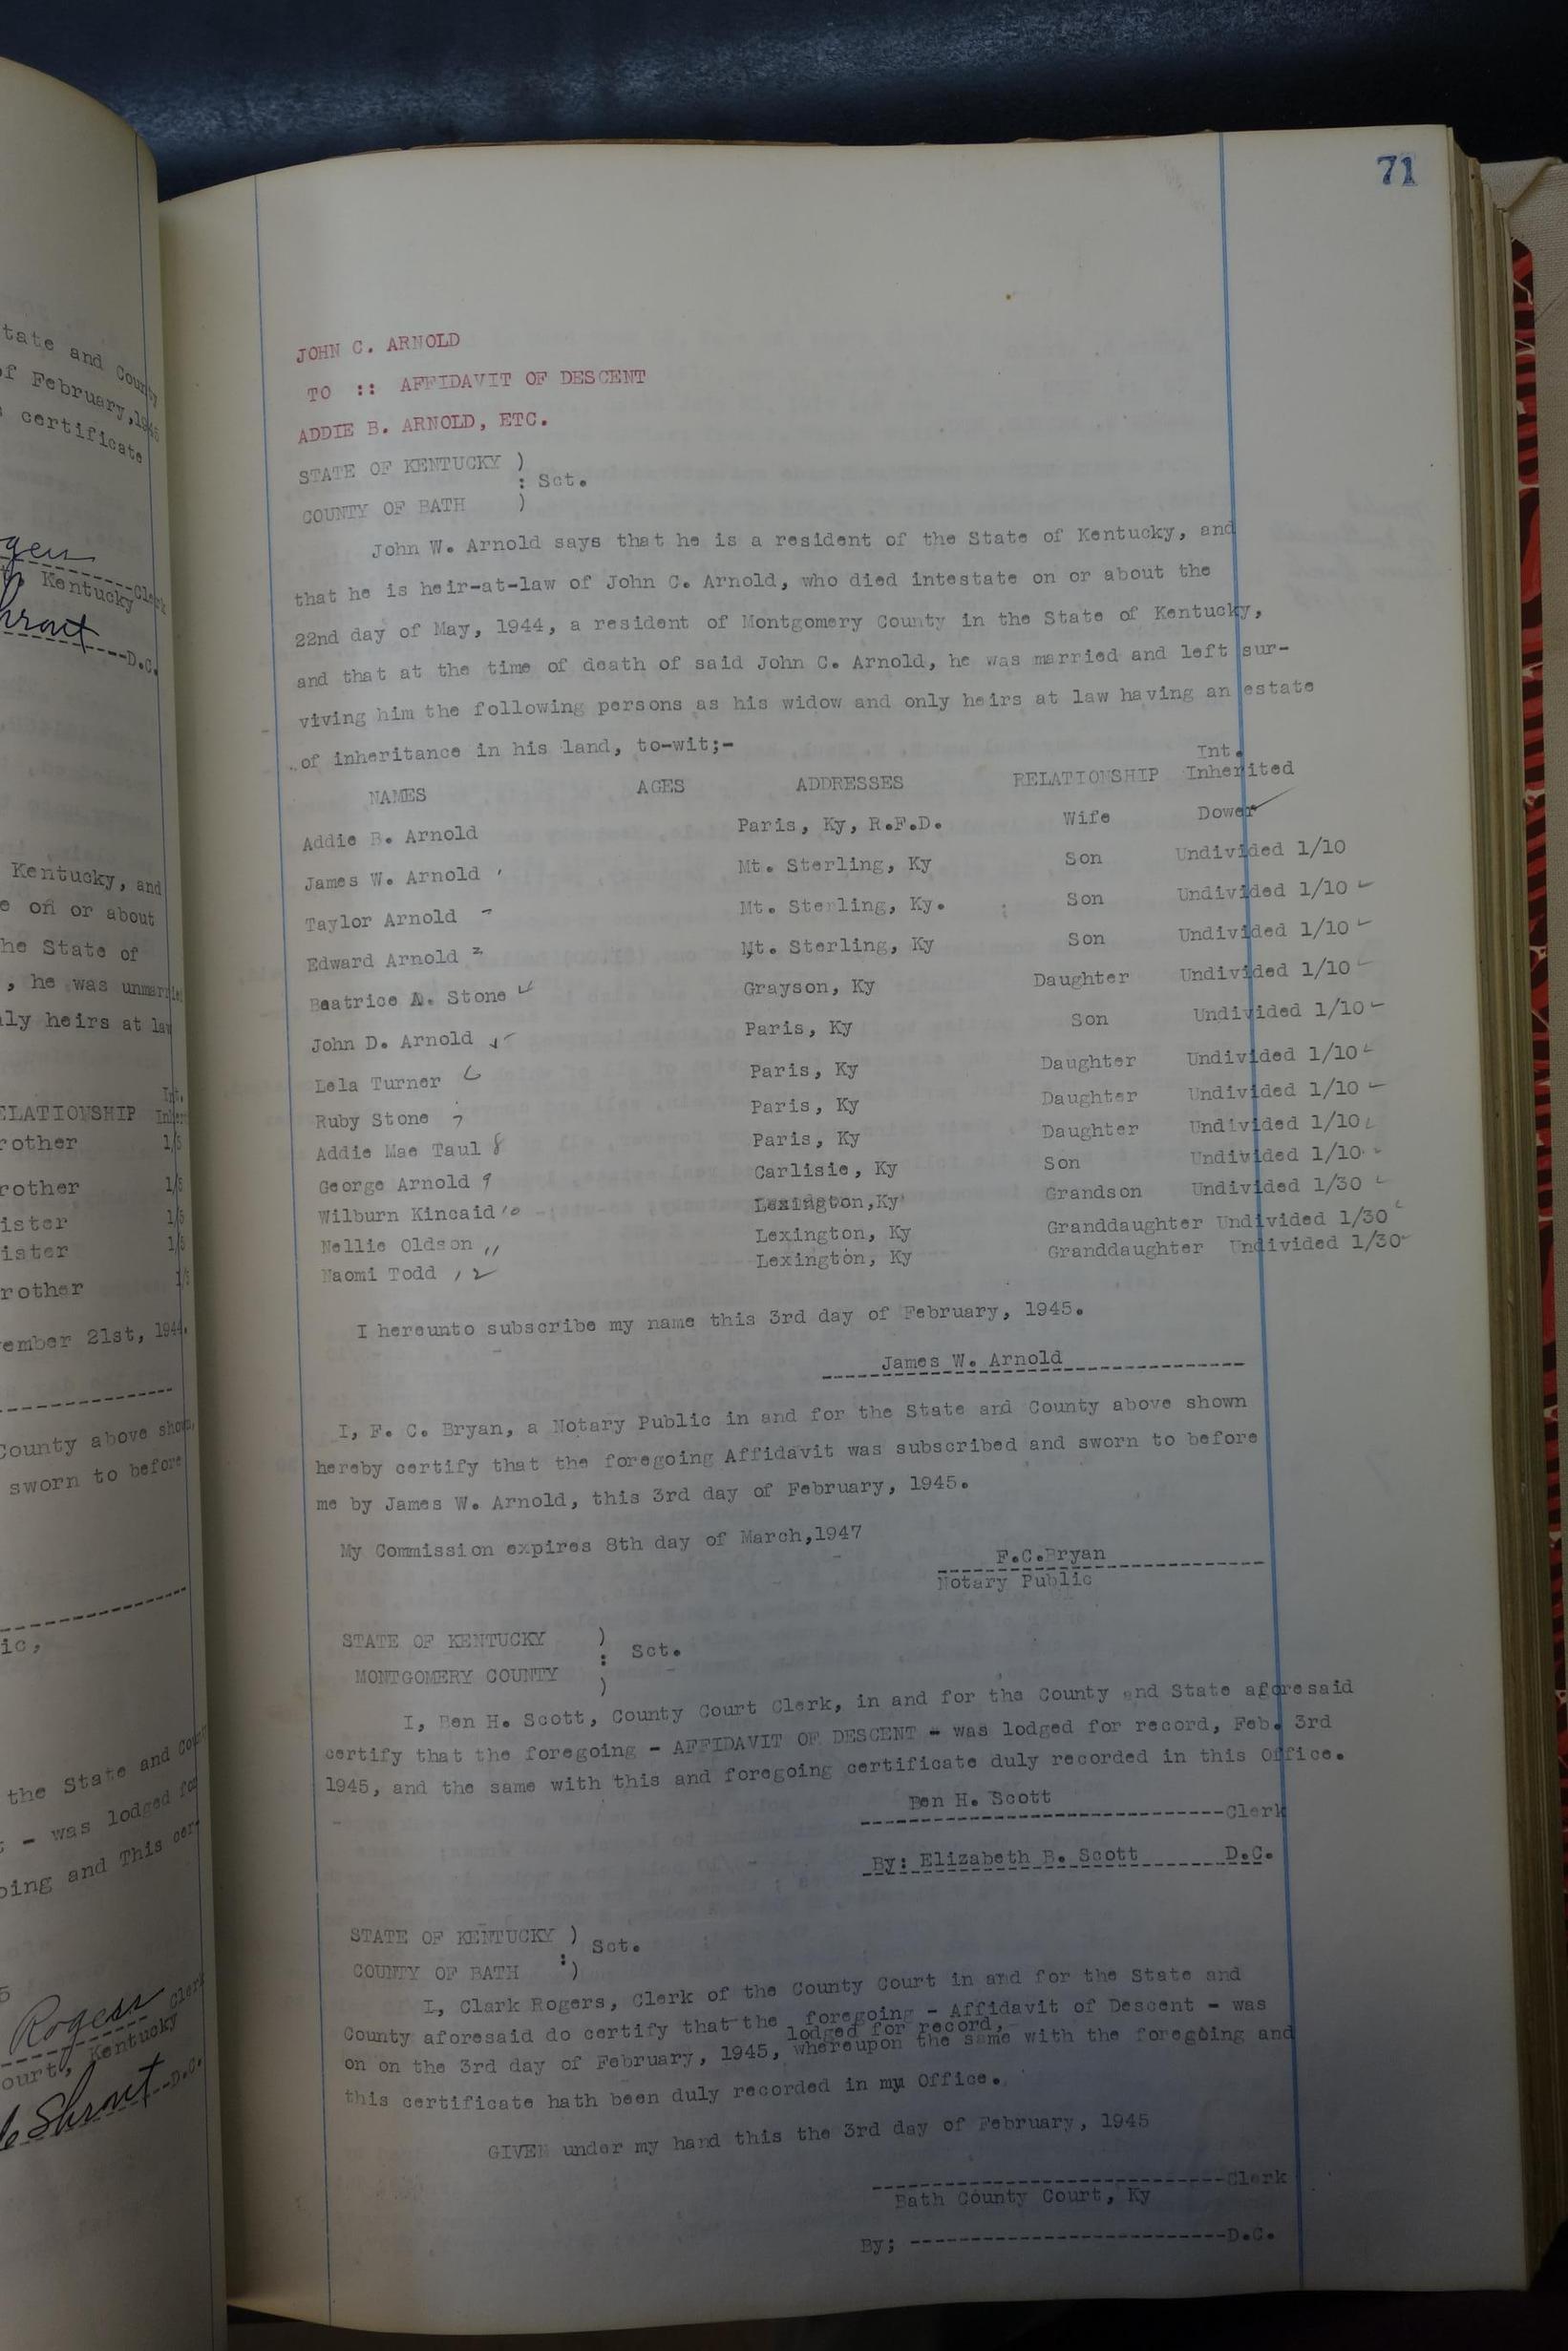 71
JOHN C. ARNOLD
TO :: AFFIDAVIT OF DESCENT
ADDIE B. ARNOLD, ETC.
STATE OF KENTUCKY )
: Sct.
COUNTY OF BATH )
John W. Arnold says that he is a resident of the State of Kentucky, and
that he is heir-at-law of John C. Arnold, who died intestate on or about the
22nd day of May, 1944, a resident of Montgomery County in the State of Kentucky,
and that at the time of death of said John C. Arnold, he was married and left sur-
viving him the following persons as his widow and only heirs at law having an estate
of inheritance in his land, to-wit;-
Int.
NAMES AGES ADDRESSES RELATIONSHIP Inherited
Addie B. Arnold Paris, Ky, R.F.D. Wife Dower
James W. Arnold Mt. Sterling, Ky Son Undivided 1/10
Taylor Arnold Mt. Sterling, Ky. Son Undivided 1/10
Edward Arnold Mt. Sterling, Ky Son Undivided 1/10
Beatrice A. Stone Grayson, Ky Daughter Undivided 1/10
John D. Arnold Paris, Ky Son Undivided 1/10
Lela Turner 6 Paris, Ky Daughter Undivided 1/10
Ruby Stone 7 Paris, Ky Daughter Undivided 1/10
Addie Mae Taul 8 Paris, Ky Daughter Undivided 1/10
George Arnold 9 Carlisie, Ky Son Undivided 1/10
Wilburn Kincaid 10 Lexington,Ky Grandson Undivided 1/30
Nellie Oldson 11 Lexington, Ky Granddaughter Undivided 1/30
Naomi Todd 12 Lexington, Ky Granddaughter Undivided 1/30
I hereunto subscribe my name this 3rd day of February, 1945.
James W. Arnold
I, F. C. Bryan, a Notary Public in and for the State and County above shown
hereby certify that the foregoing Affidavit was subscribed and sworn to before
me by James W. Arnold, this 3rd day of February, 1945.
My Commission expires 8th day of March,1947
F.C.Bryan
Notary Public
STATE OF KENTUCKY )
: Sct.
MONTGOMERY COUNTY )
I, Ben H. Scott, County Court Clerk, in and for the County and State aforesaid
certify that the foregoing - AFFIDAVIT OF DESCENT - was lodged for record, Feb. 3rd
1945, and the same with this and foregoing certificate duly recorded in this Office.
Ben H. Scott
Clerk
By: Elizabeth B. Scott D.C.
STATE OF KENTUCKY )
: Sct.
COUNTY OF BATH )
I, Clark Rogers, Clerk of the County Court in and for the State and
County aforesaid do certify that the foregoing - Affidavit of Descent - was
lodged for record,
on on the 3rd day of February, 1945, whereupon the same with the foregoing and
this certificate hath been duly recorded in my Office.
GIVEN under my hand this the 3rd day of February, 1945
Clerk
Bath County Court, Ky
By; D.C.